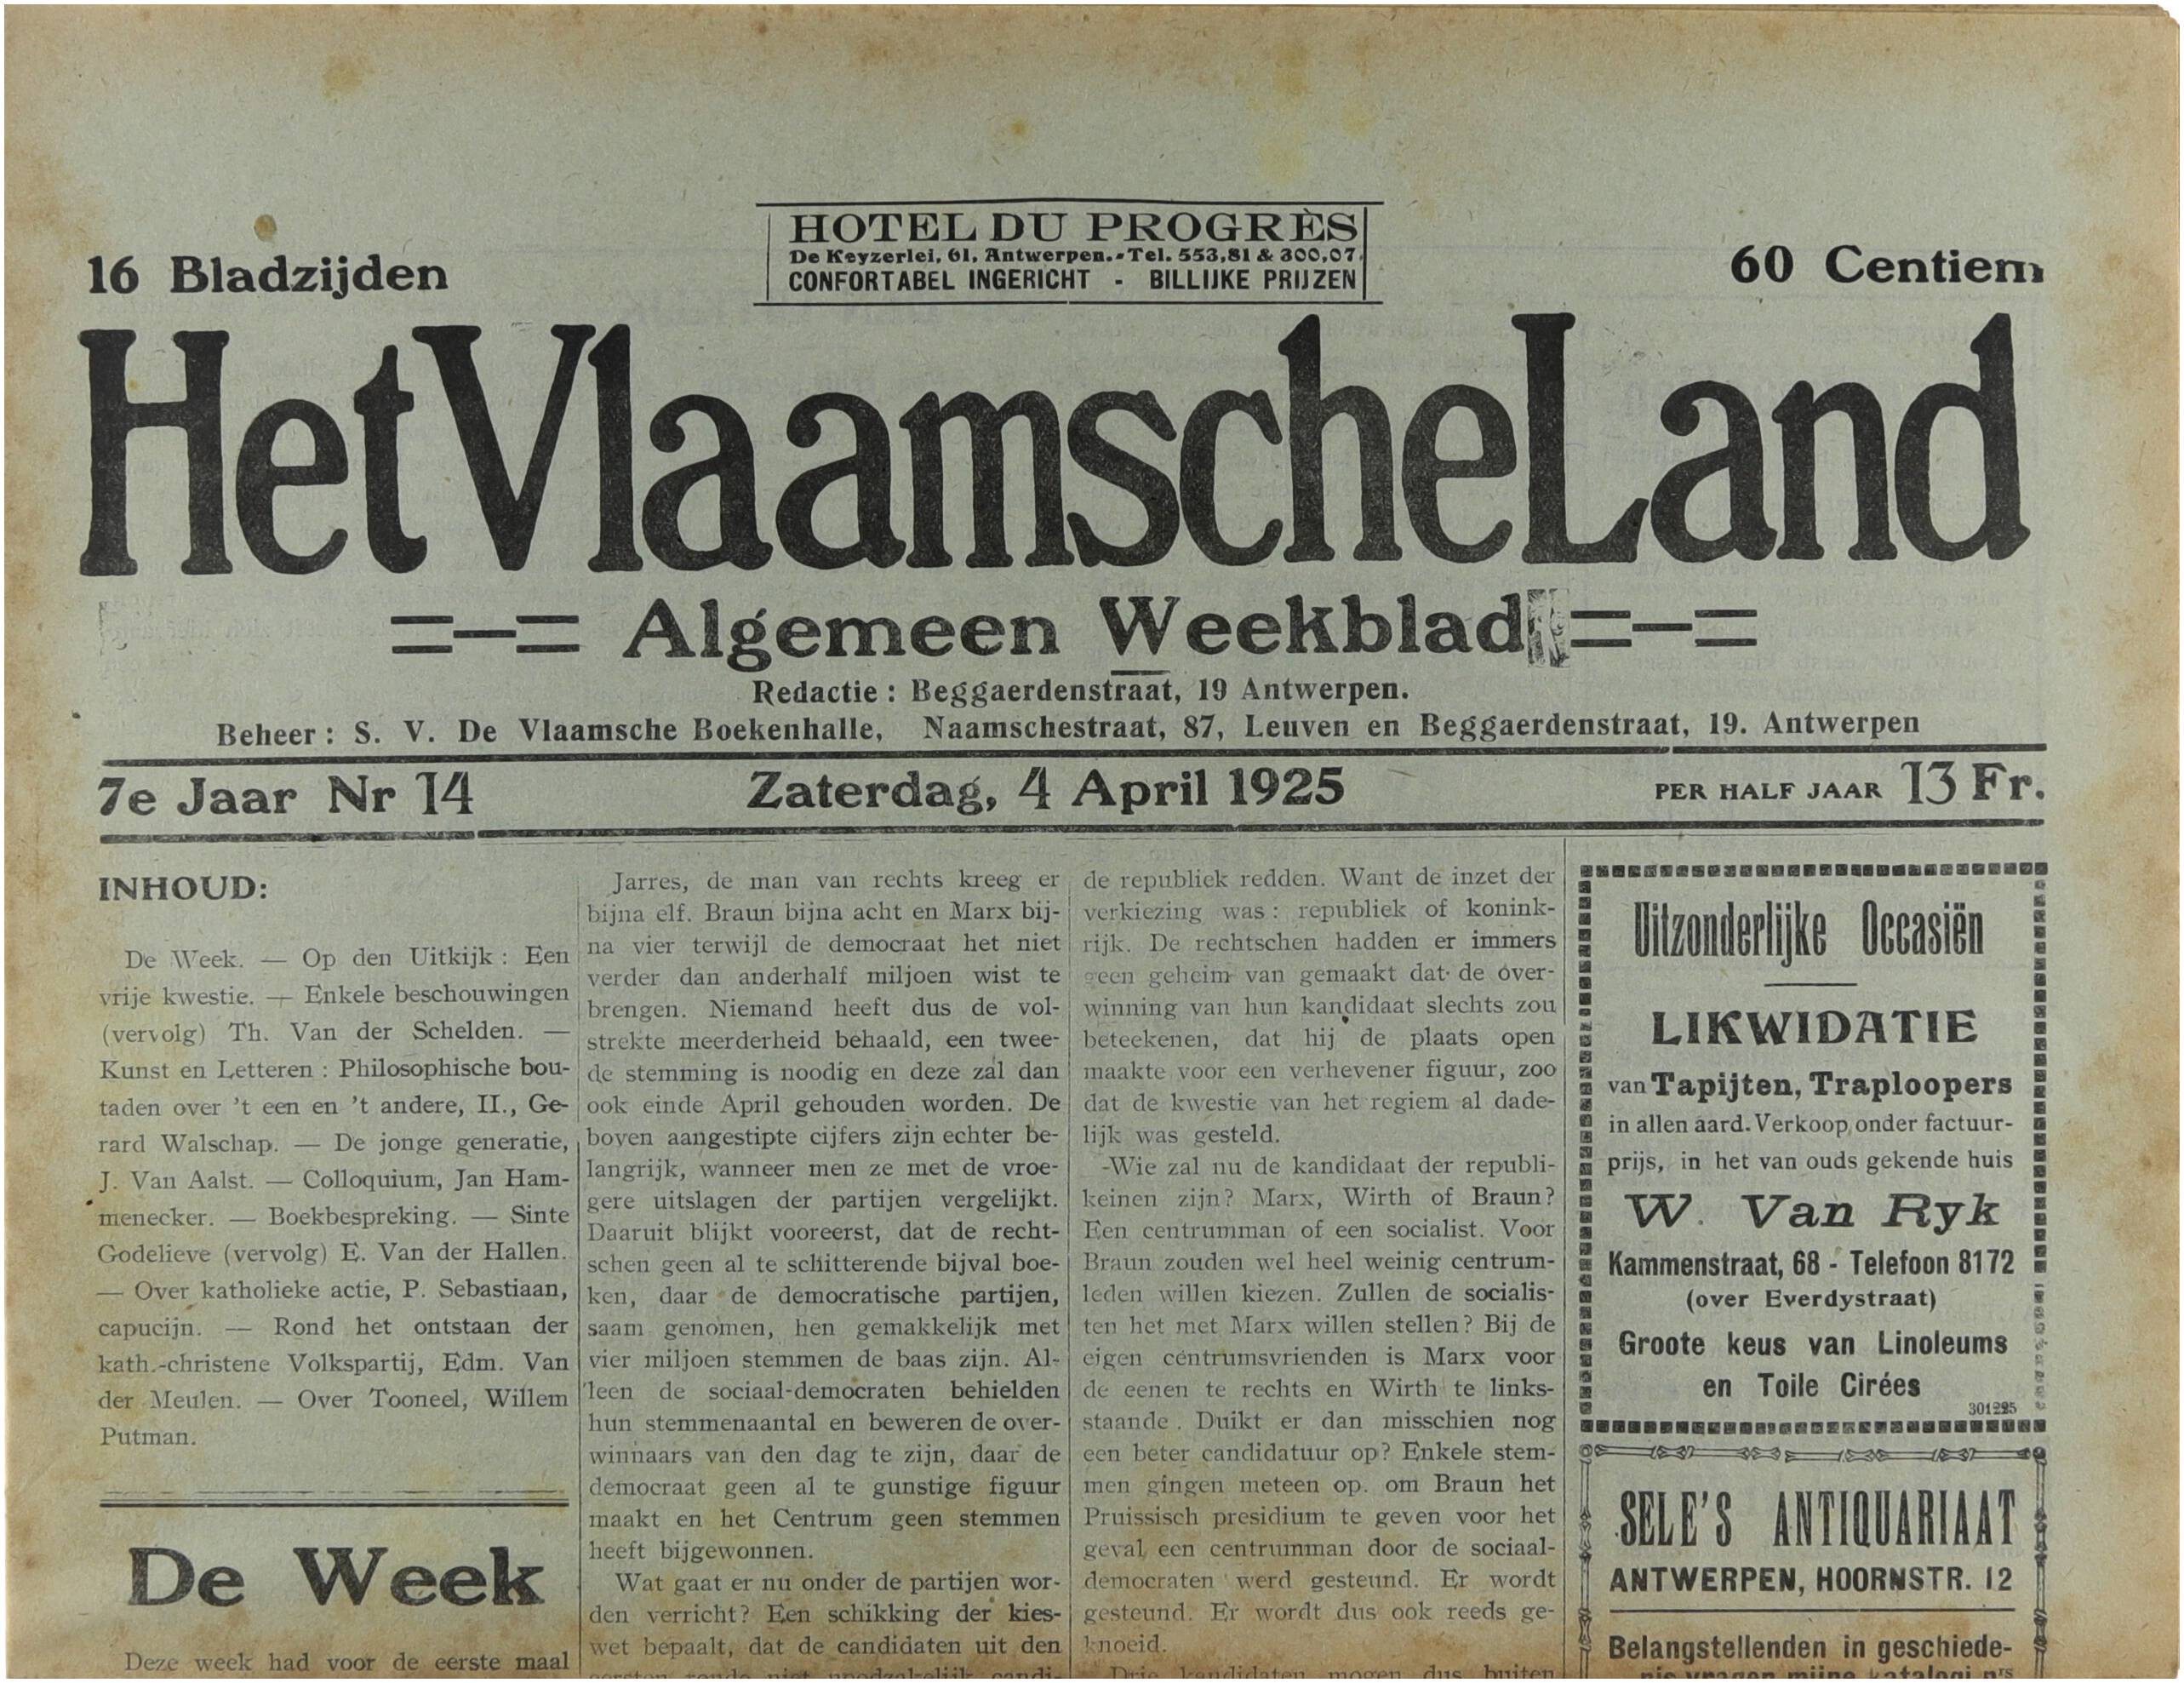 HOTEL DU PROGRÈS
De Keyzerlei, 61, Antwerpen.-Tel. 553,81 & 300,07.
CONFORTABEL INGERICHT - BILLIJKE PRIJZEN
16 Bladzijden
60 Centiem
Het Vlaamsche Land
=-= Algemeen Weekblad =-=
Redactie : Beggaerdenstraat, 19 Antwerpen.
Beheer : S. V. De Vlaamsche Boekenhalle, Naamschestraat, 87, Leuven en Beggaerdenstraat, 19. Antwerpen
7e Jaar Nr 14
Zaterdag, 4 April 1925
PER HALF JAAR 13 Fr.
INHOUD:
De Week. — Op den Uitkijk : Een
vrije kwestie. — Enkele beschouwingen
(vervolg) Th. Van der Schelden. —
Kunst en Letteren : Philosophische bou-
taden over 't een en 't andere, II., Ge-
rard Walschap. — De jonge generatie,
J. Van Aalst. — Colloquium, Jan Ham-
menecker. — Boekbespreking. — Sinte
Godelieve (vervolg) E. Van der Hallen.
— Over katholieke actie, P. Sebastiaan,
capucijn. — Rond het ontstaan der
kath.-christene Volkspartij, Edm. Van
der Meulen. — Over Tooneel, Willem
Putman.
De Week
Deze week had voor de eerste maal
Jarres, de man van rechts kreeg er
bijna elf. Braun bijna acht en Marx bij-
na vier terwijl de democraat het niet
verder dan anderhalf miljoen wist te
brengen. Niemand heeft dus de vol-
strekte meerderheid behaald, een twee-
de stemming is noodig en deze zal dan
ook einde April gehouden worden. De
boven aangestipte cijfers zijn echter be-
langrijk, wanneer men ze met de vroe-
gere uitslagen der partijen vergelijkt.
Daaruit blijkt vooreerst, dat de recht-
schen geen al te schitterende bijval boe-
ken, daar de democratische partijen,
saam genomen, hen gemakkelijk met
vier miljoen stemmen de baas zijn. Al-
leen de sociaal-democraten behielden
hun stemmenaantal en beweren de over-
winnaars van den dag te zijn, daar de
democraat geen al te gunstige figuur
maakt en het Centrum geen stemmen
heeft bijgewonnen.
Wat gaat er nu onder de partijen wor-
den verricht? Een schikking der kies-
wet bepaalt, dat de candidaten uit den
eersten ronde niet noodzakelijk candi-
de republiek redden. Want de inzet der
verkiezing was : republiek of konink-
rijk. De rechtschen hadden er immers
geen geheim van gemaakt dat de over-
winning van hun kandidaat slechts zou
beteekenen, dat hij de plaats open
maakte voor een verhevener figuur, zoo
dat de kwestie van het regiem al dade-
lijk was gesteld.
-Wie zal nu de kandidaat der republi-
keinen zijn? Marx, Wirth of Braun?
Een centrumman of een socialist. Voor
Braun zouden wel heel weinig centrum-
leden willen kiezen. Zullen de socialis-
ten het met Marx willen stellen? Bij de
eigen centrumsvrienden is Marx voor
de eenen te rechts en Wirth te links-
staande. Duikt er dan misschien nog
een beter candidatuur op? Enkele stem-
men gingen meteen op. om Braun het
Pruissisch presidium te geven voor het
geval een centrumman door de sociaal-
democraten werd gesteund. Er wordt
gesteund. Er wordt dus ook reeds ge-
knoeid.
Drie kandidaten mogen dus buiten
Uitzonderlijke Occasiën
LIKWIDATIE
van Tapijten, Traploopers
in allen aard. Verkoop onder factuur-
prijs, in het van ouds gekende huis
W. Van Ryk
Kammenstraat, 68 - Telefoon 8172
(over Everdystraat)
Groote keus van Linoleums
en Toile Cirées
301225
SELE'S ANTIQUARIAAT
ANTWERPEN, HOORNSTR. 12
Belangstellenden in geschiede-
nis vragen mijne katalogi nrs